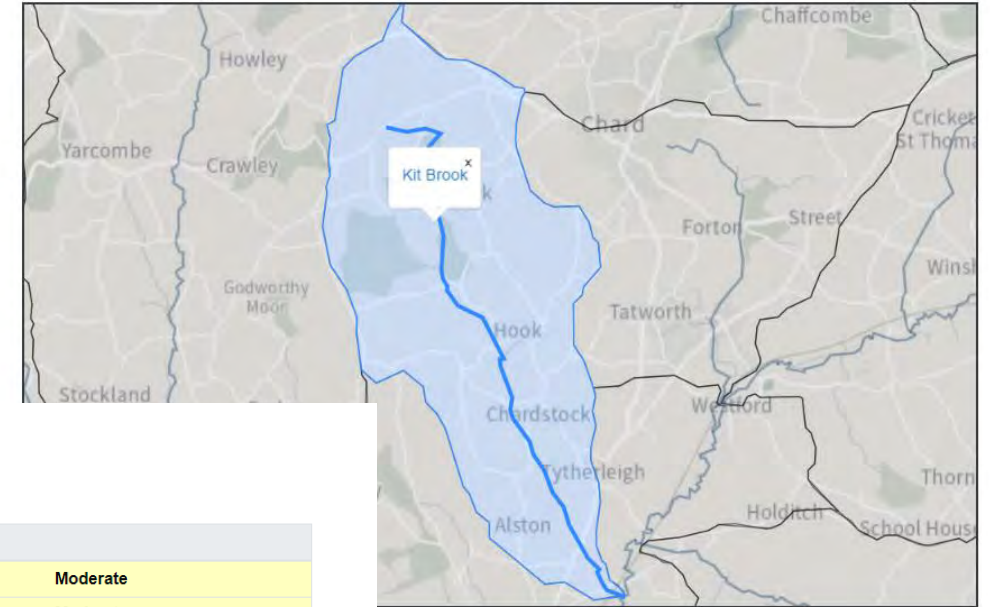 Chaffcombe
Howley
Chard
Cricket
St Thoma
Yarcombe
Crawley
x
Kit Brook
k
Forton
Street
Winsh
Godworthy
Moor
Tatworth
Hook
Stockland
Chardstock
Westford
Tytherleigh
Thorn
Holditch
School House
Alston
Moderate